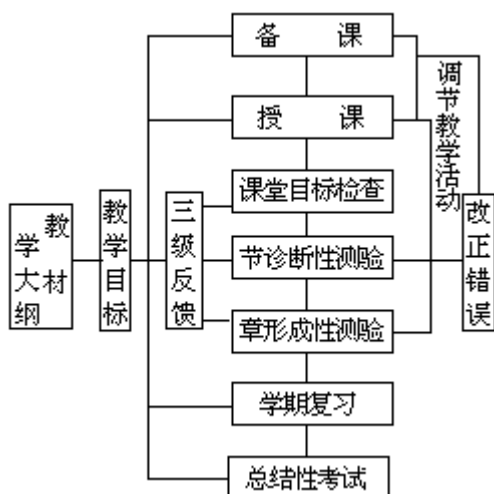 备 课
授 课
课堂目标检查
节诊断性测验
章形成性测验
学期复习
总结性考试
教材
学大纲
教学目标
三级反馈
调节教学活动
改正错误